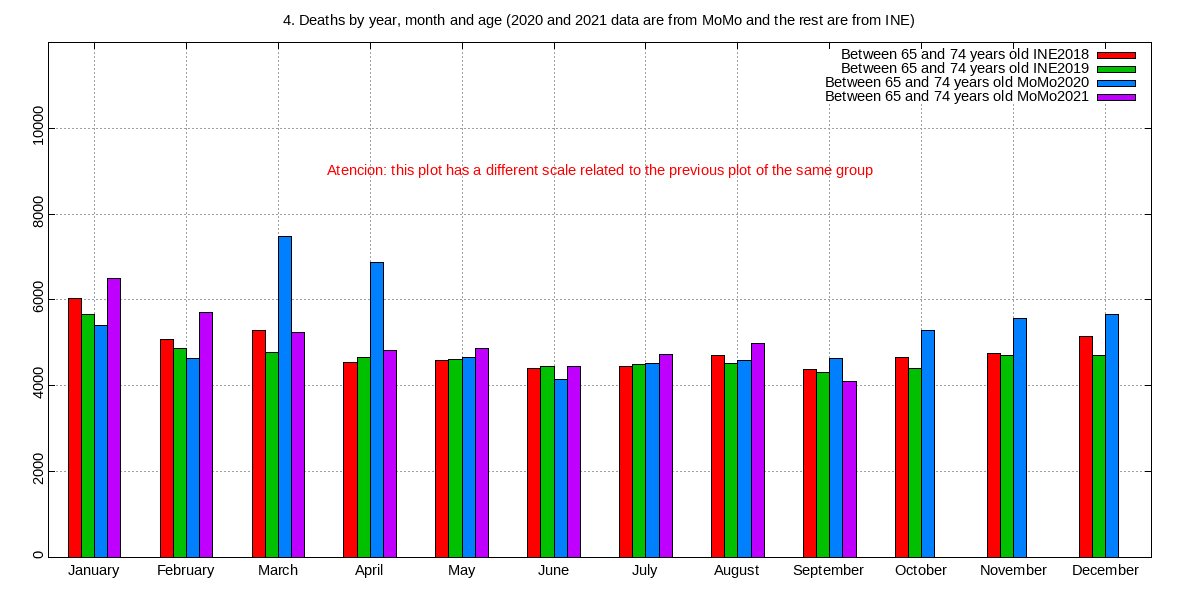 4. Deaths by year, month and age (2020 and 2021 data are from MoMo and the rest are from INE)
Between 65 and 74 years old INE2018
Between 65 and 74 years old INE2019
Between 65 and 74 years old MoMo2020
Between 65 and 74 years old MoMo2021
Atencion: this plot has a different scale related to the previous plot of the same group
10000
8000
6000
4000
2000
0
January February March April May June July August September October November December